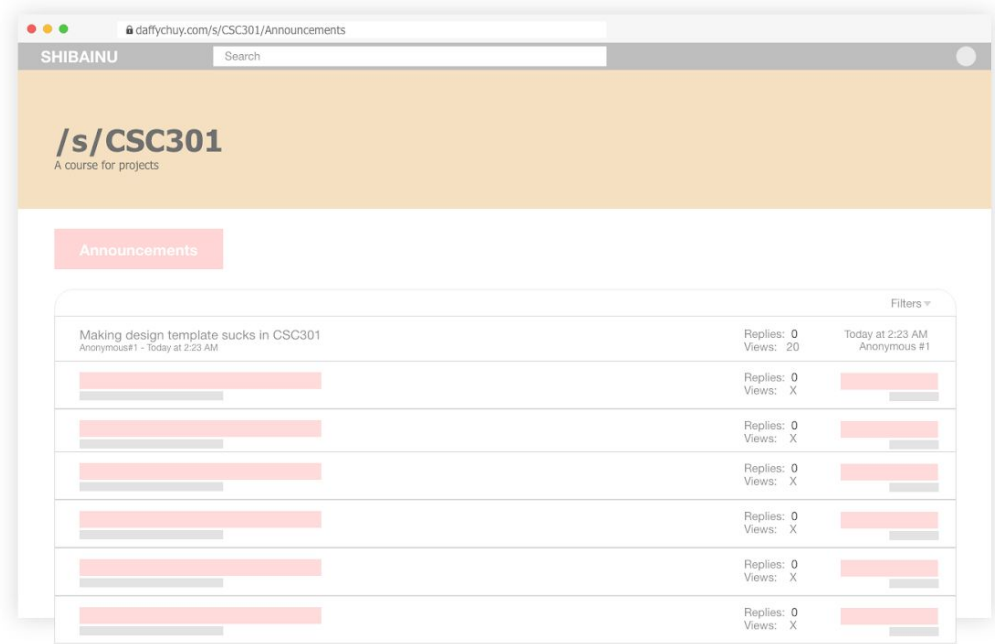 daffychuy.com/s/CSC301/Announcements
SHIBAINU
Search
/s/CSC301
A course for projects
Announcements
Filters
Making design template sucks in CSC301
Anonymous#1 - Today at 2:23 AM
Replies: 0
Views: 20
Today at 2:23 AM
Anonymous #1
Replies: 0
Views: X
Replies: 0
Views: X
Replies: 0
Views: X
Replies: 0
Views: X
Replies: 0
Views: X
Replies: 0
Views: X